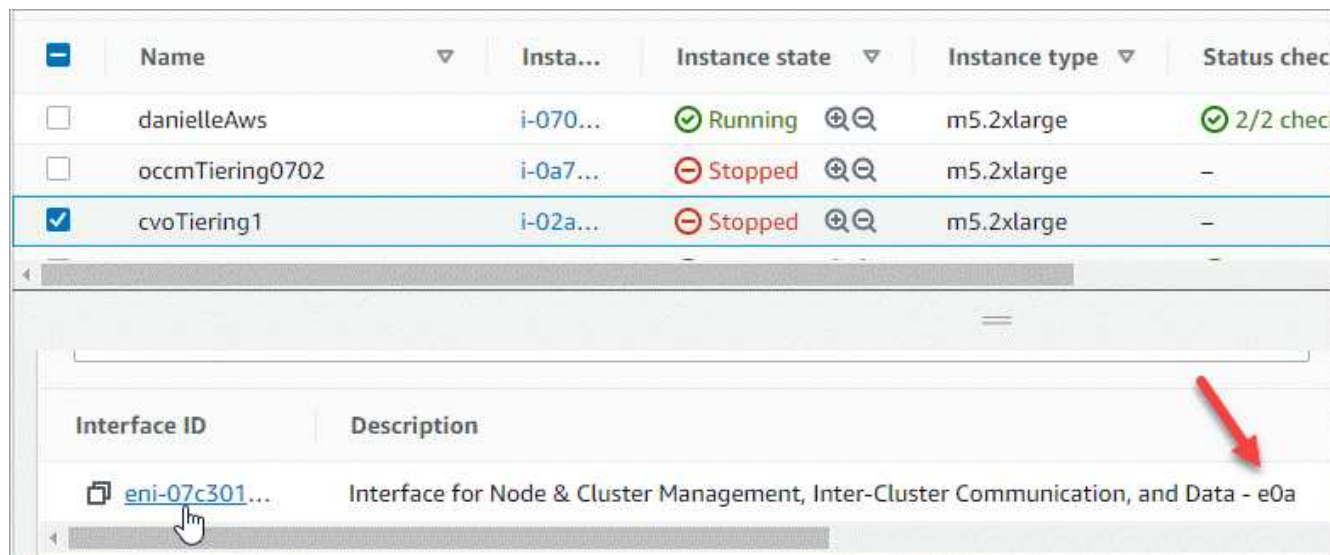 Name Insta... Instance state Instance type Status chec
danielleAws i-070... Running m5.2xlarge 2/2 chec
occmTiering0702 i-0a7... Stopped m5.2xlarge –
cvoTiering1 i-02a... Stopped m5.2xlarge –
Interface ID Description
eni-07c301... Interface for Node & Cluster Management, Inter-Cluster Communication, and Data - e0a